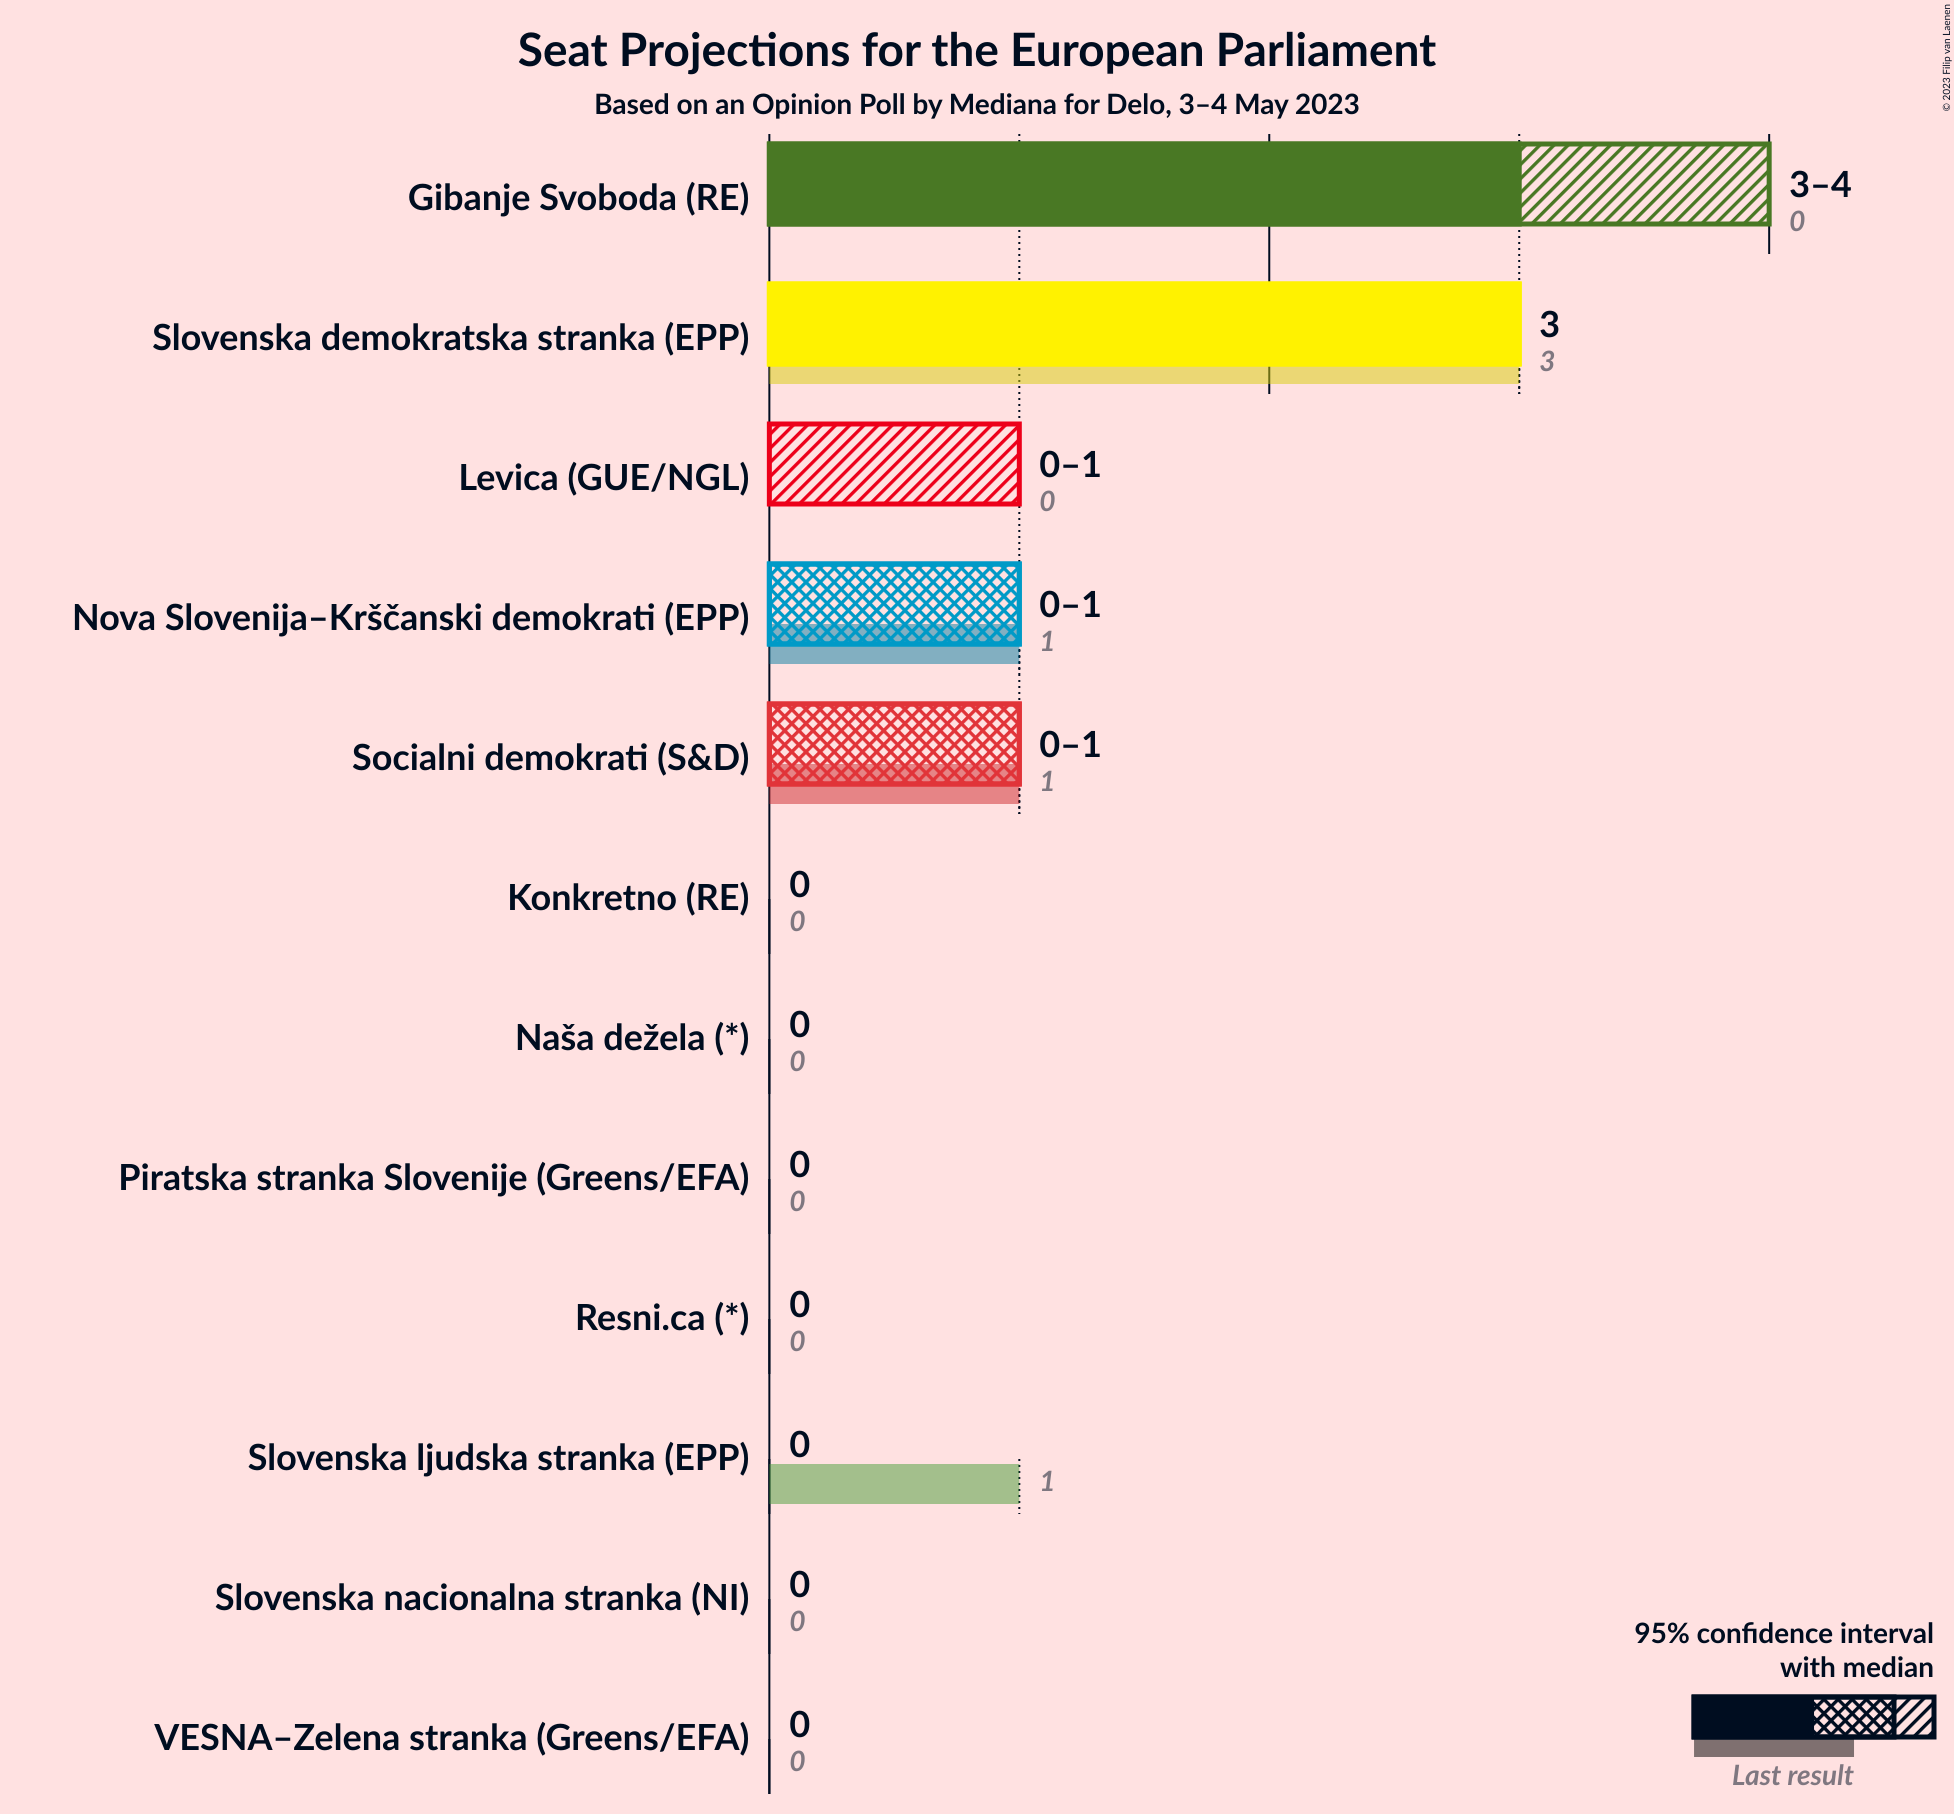 Seat Projections for the European Parliament
Based on an Opinion Poll by Mediana for Delo, 3–4 May 2023
© 2023 Filip van Laenen
Gibanje Svoboda (RE)
3–4
0
Slovenska demokratska stranka (EPP)
3
3
Levica (GUE/NGL)
0–1
0
Nova Slovenija–Krščanski demokrati (EPP)
0–1
1
Socialni demokrati (S&D)
0–1
1
Konkretno (RE)
0
0
Naša dežela (*)
0
0
Piratska stranka Slovenije (Greens/EFA)
0
0
Resni.ca (*)
0
0
Slovenska ljudska stranka (EPP)
0
1
Slovenska nacionalna stranka (NI)
0
0
VESNA–Zelena stranka (Greens/EFA)
0
0
95% confidence interval
with median
Last result